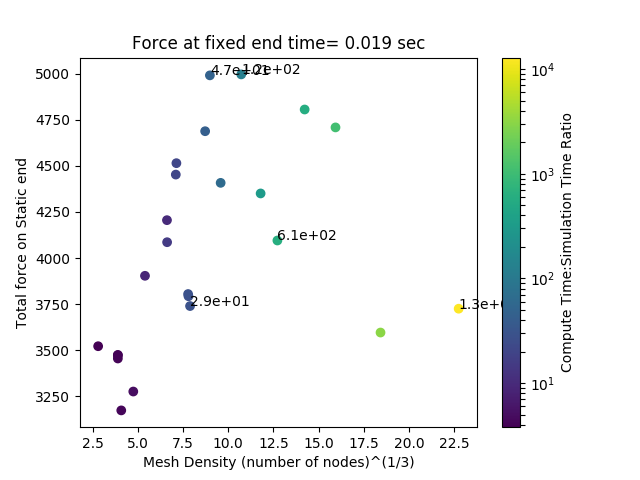 Force at fixed end time= 0.019 sec
Total force on Static end
5000
4750
4500
4250
4000
3750
3500
3250
4.7e+01
1.2e+02
6.1e+02
2.9e+01
1.3e+
2.5
5.0
7.5
10.0
12.5
15.0
17.5
20.0
22.5
Mesh Density (number of nodes)^(1/3)
10^4
10^3
10^2
10^1
Compute Time:Simulation Time Ratio